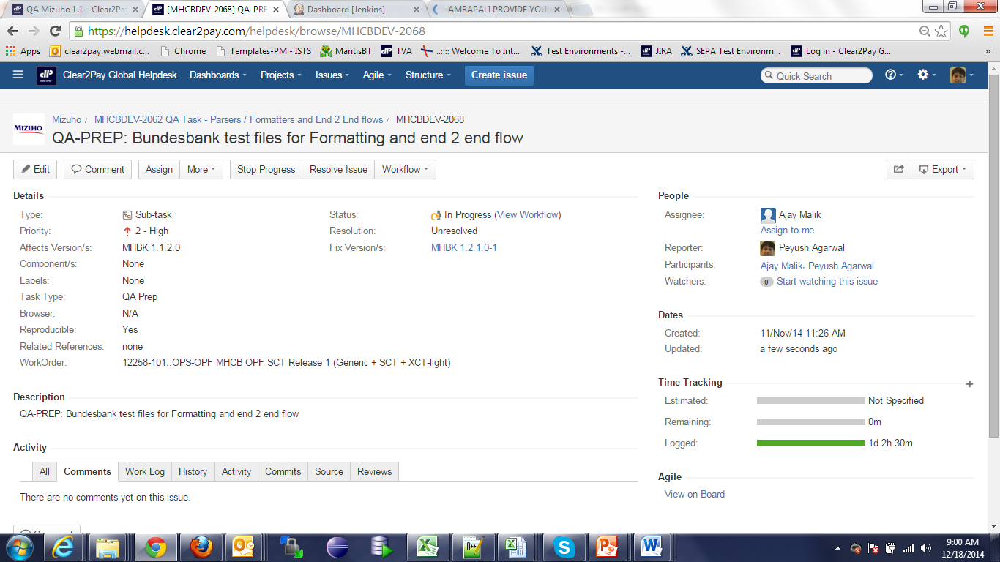 QA Mizuho 1.1 - Clear2Pa
[MHCBDEV-2068] QA-PRE
Dashboard [Jenkins]
AMRAPALI PROVIDE YOU
https://helpdesk.clear2pay.com/helpdesk/browse/MHCBDEV-2068
Apps clear2pay.webmail.c... Chrome Templates-PM - ISTS MantisBT TVA ..:::: Welcome To Int... Test Environments -... JIRA SEPA Test Environm... Log in - Clear2Pay G... »
dP Clear2Pay Global Helpdesk Dashboards Projects Issues Agile Structure Create issue Quick Search
MIZUHO
Mizuho / MHCBDEV-2062 QA Task - Parsers / Formatters and End 2 End flows / MHCBDEV-2068
QA-PREP: Bundesbank test files for Formatting and end 2 end flow
Edit Comment Assign More Stop Progress Resolve Issue Workflow Export
Details
Type: Sub-task
Status: In Progress (View Workflow)
Priority: 2 - High
Resolution: Unresolved
Affects Version/s: MHBK 1.1.2.0
Fix Version/s: MHBK 1.2.1.0-1
Component/s: None
Labels: None
Task Type: QA Prep
Browser: N/A
Reproducible: Yes
Related References: none
WorkOrder: 12258-101::OPS-OPF MHCB OPF SCT Release 1 (Generic + SCT + XCT-light)
Description
QA-PREP: Bundesbank test files for Formatting and end 2 end flow
Activity
All Comments Work Log History Activity Commits Source Reviews
There are no comments yet on this issue.
People
Assignee: Ajay Malik
Assign to me
Reporter: Peyush Agarwal
Participants: Ajay Malik, Peyush Agarwal
Watchers: 0 Start watching this issue
Dates
Created: 11/Nov/14 11:26 AM
Updated: a few seconds ago
Time Tracking
Estimated: Not Specified
Remaining: 0m
Logged: 1d 2h 30m
Agile
View on Board
9:00 AM
12/18/2014